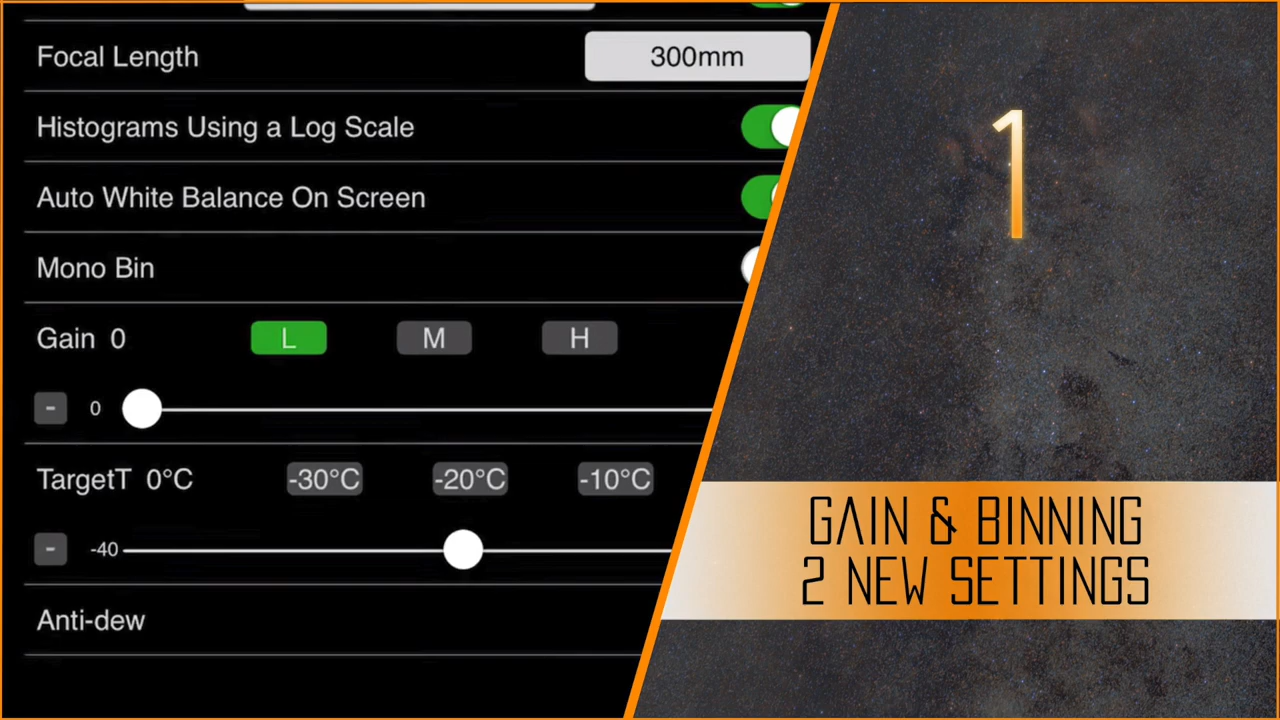 Focal Length 300mm
Histograms Using a Log Scale
Auto White Balance On Screen
Mono Bin
Gain 0 L M H
- 0
TargetT 0°C -30°C -20°C -10°C
- -40
Anti-dew
1
GAIN & BINNING
2 NEW SETTINGS